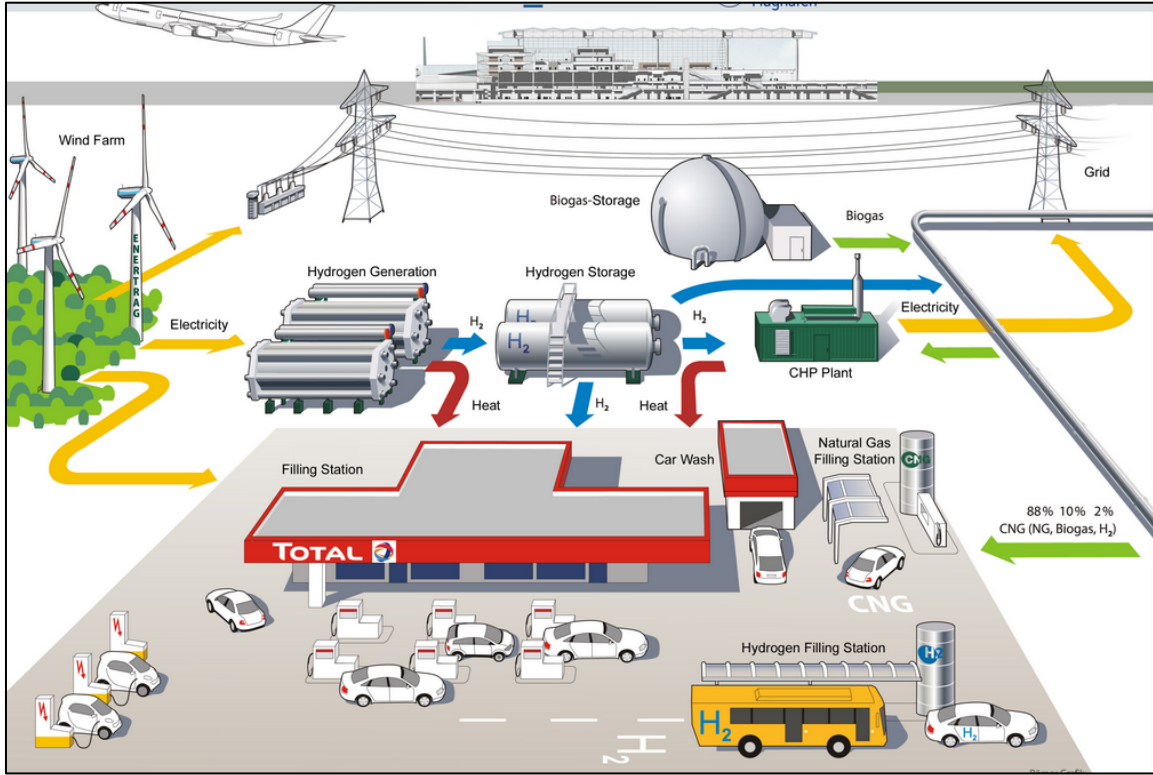 Flughafen
Wind Farm
Grid
ENERTRAG
Biogas-Storage
Biogas
Hydrogen Generation
Hydrogen Storage
Electricity
H₂
H₂
H₂
H₂
Electricity
CHP Plant
Heat
H₂
Heat
Filling Station
Car Wash
Natural Gas
Filling Station
CNG
88% 10% 2%
CNG (NG, Biogas, H₂)
TOTAL
CNG
Hydrogen Filling Station
H₂
H₂
H₂
H₂